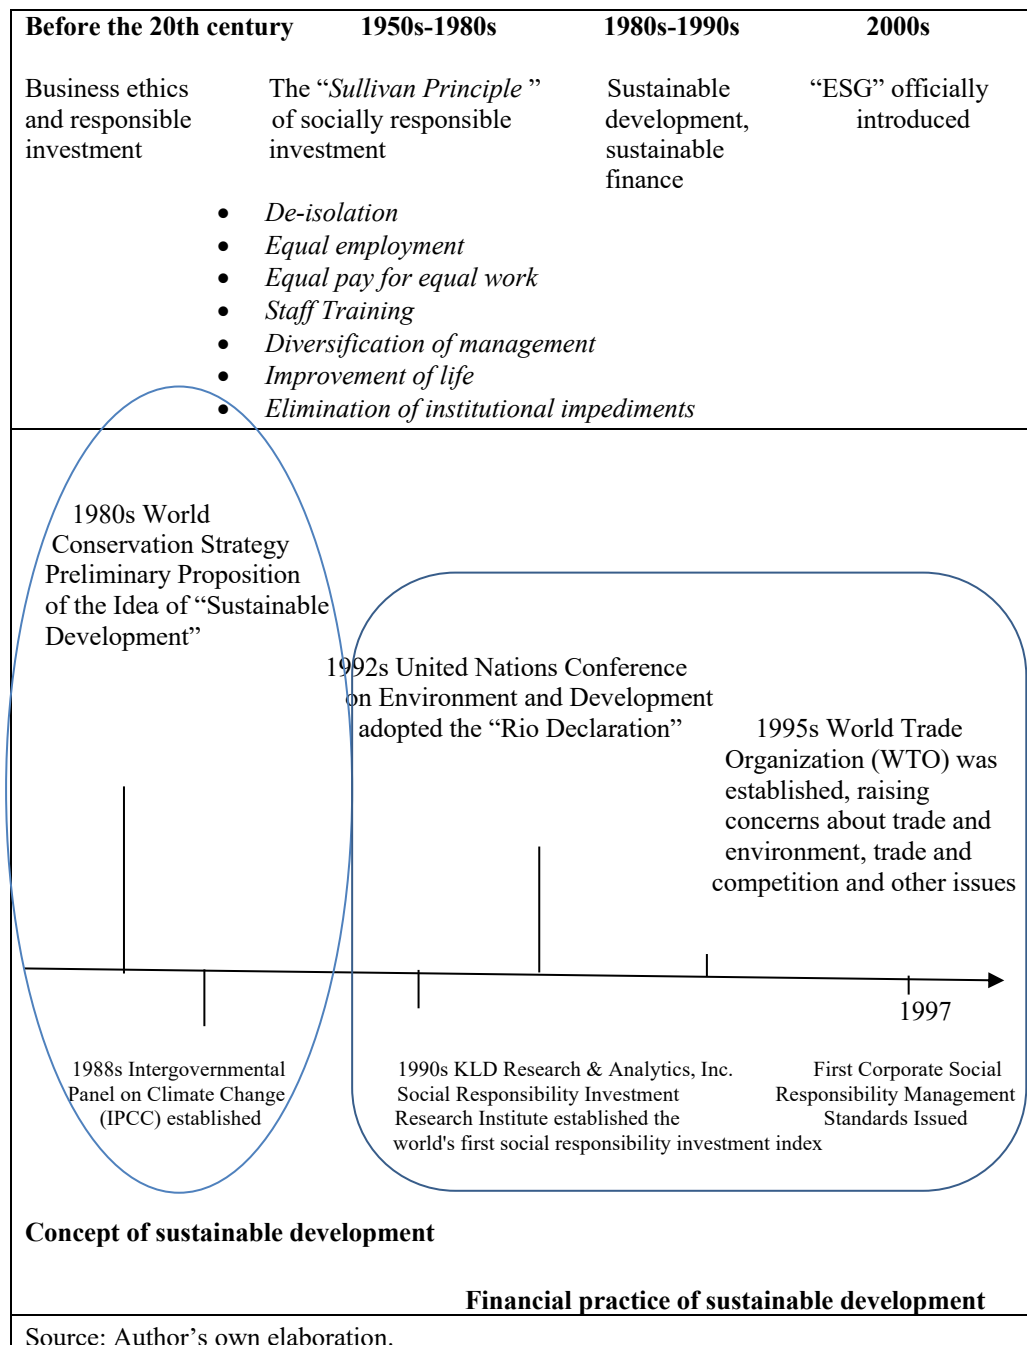 Before the 20th century 1950s-1980s 1980s-1990s 2000s
Business ethics
and responsible
investment
The “Sullivan Principle ”
of socially responsible
investment
Sustainable
development,
sustainable
finance
“ESG” officially
introduced
• De-isolation
• Equal employment
• Equal pay for equal work
• Staff Training
• Diversification of management
• Improvement of life
• Elimination of institutional impediments
1980s World
Conservation Strategy
Preliminary Proposition
of the Idea of “Sustainable
Development”
1992s United Nations Conference
on Environment and Development
adopted the “Rio Declaration”
1995s World Trade
Organization (WTO) was
established, raising
concerns about trade and
environment, trade and
competition and other issues
1997
1988s Intergovernmental
Panel on Climate Change
(IPCC) established
1990s KLD Research & Analytics, Inc.
Social Responsibility Investment
Research Institute established the
world's first social responsibility investment index
First Corporate Social
Responsibility Management
Standards Issued
Concept of sustainable development
Financial practice of sustainable development
Source: Author’s own elaboration.